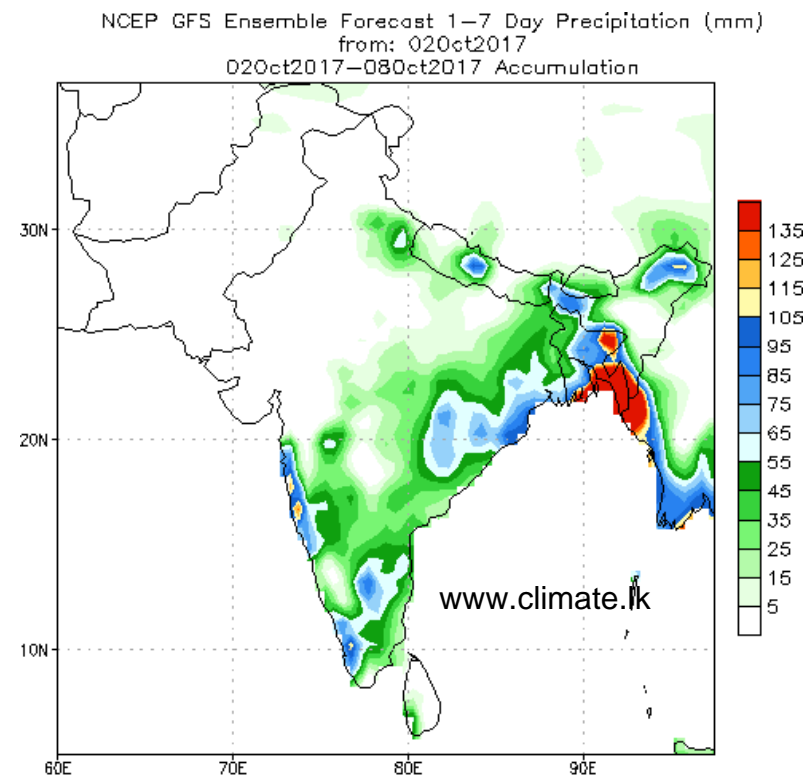 NCEP GFS Ensemble Forecast 1-7 Day Precipitation (mm)
from: 02Oct2017
02Oct2017-08Oct2017 Accumulation
30N
20N
10N
60E
70E
80E
90E
www.climate.lk
135
125
115
105
95
85
75
65
55
45
35
25
15
5